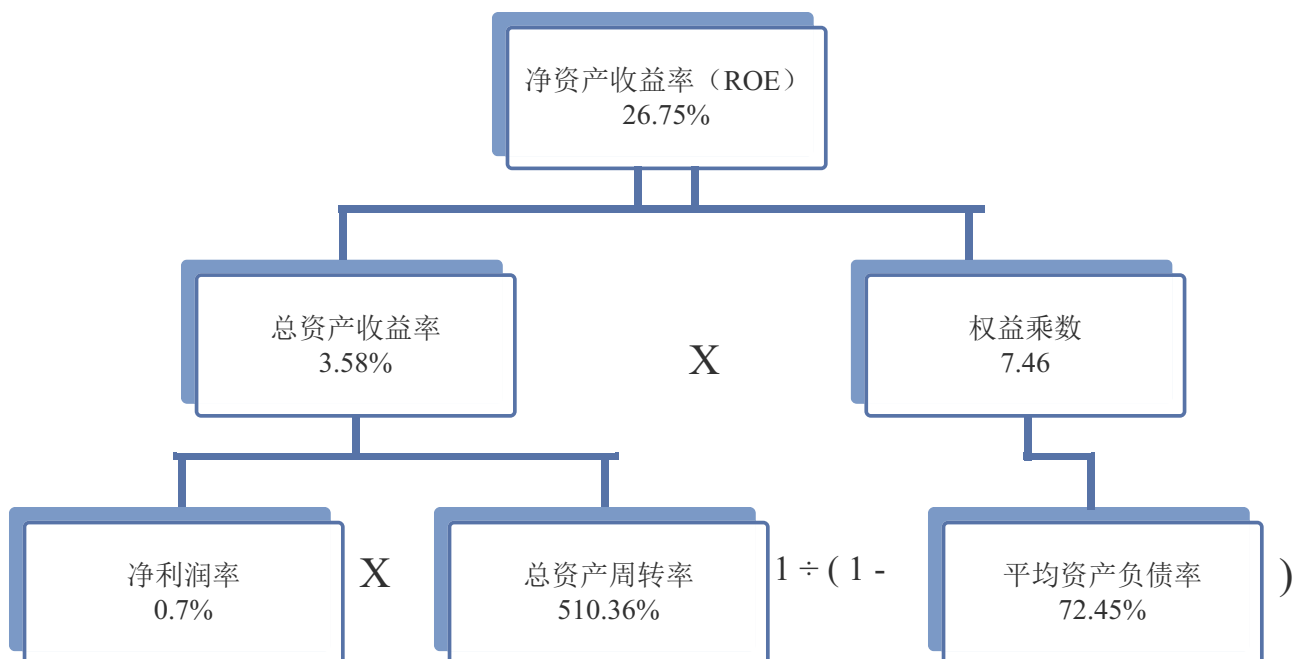 净资产收益率（ROE）
26.75%
总资产收益率
3.58%
X
权益乘数
7.46
净利润率
0.7%
X
总资产周转率
510.36%
1 ÷ ( 1 -
平均资产负债率
72.45%
)